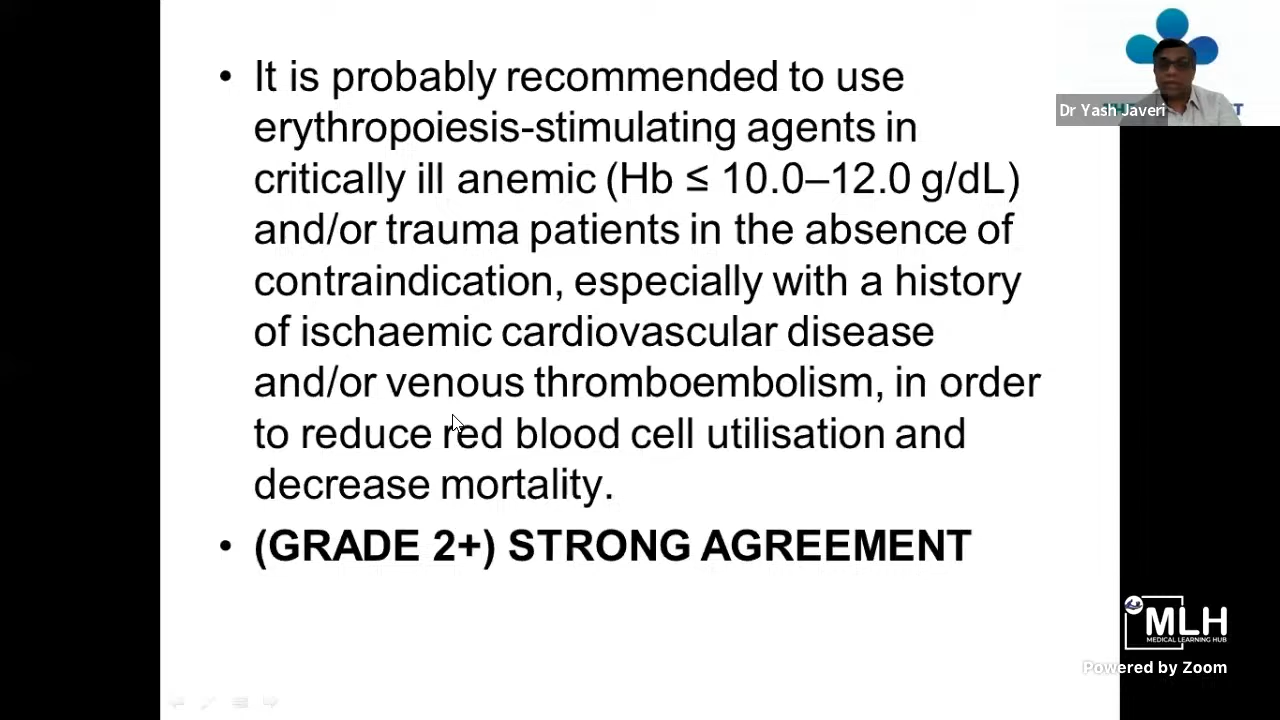 • It is probably recommended to use
erythropoiesis-stimulating agents in
critically ill anemic (Hb ≤ 10.0–12.0 g/dL)
and/or trauma patients in the absence of
contraindication, especially with a history
of ischaemic cardiovascular disease
and/or venous thromboembolism, in order
to reduce red blood cell utilisation and
decrease mortality.
• (GRADE 2+) STRONG AGREEMENT
Dr Yash Javeri
MLH
MEDICAL LEARNING HUB
Powered by Zoom